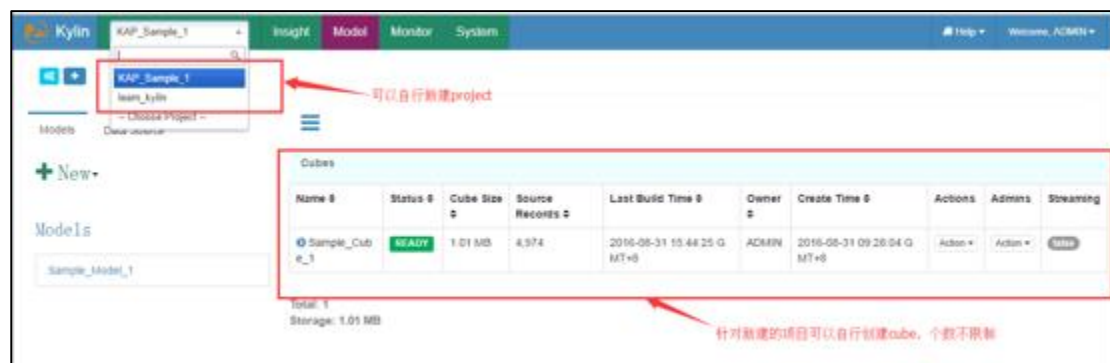 Kylin KAP_Sample_1 Insight Model Monitor System Help Welcome, ADMIN
KAP_Sample_1
learn_kylin
-- Choose Project --
可以自行新建project
Models Data Source
New
Cubes
Name Status Cube Size Source Records Last Build Time Owner Create Time Actions Admins Streaming
Sample_Cube_1 READY 1.01 MB 4,974 2016-08-31 15:44:25 GMT+8 ADMIN 2016-08-31 09:28:04 GMT+8 Action Action false
Models
Sample_Model_1
Total: 1
Storage: 1.01 MB
针对新建的项目可以自行创建cube，个数不限制